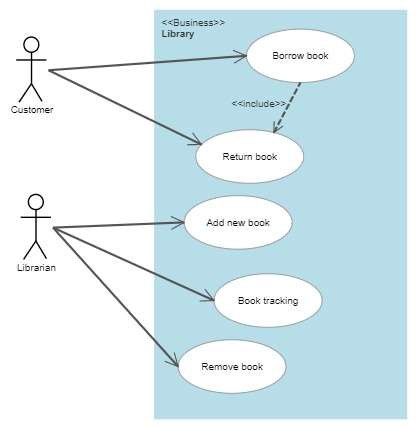 <<Business>>
Library
Borrow book
Customer
<<include>>
Return book
Add new book
Librarian
Book tracking
Remove book